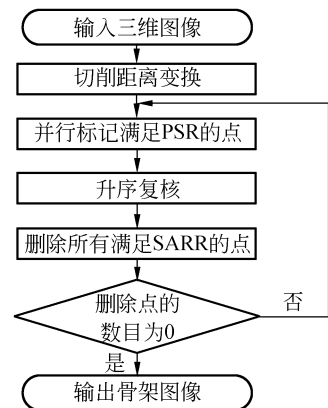 输入三维图像
切削距离变换
并行标记满足PSR的点
升序复核
删除所有满足SARR的点
删除点的
数目为0
否
是
输出骨架图像